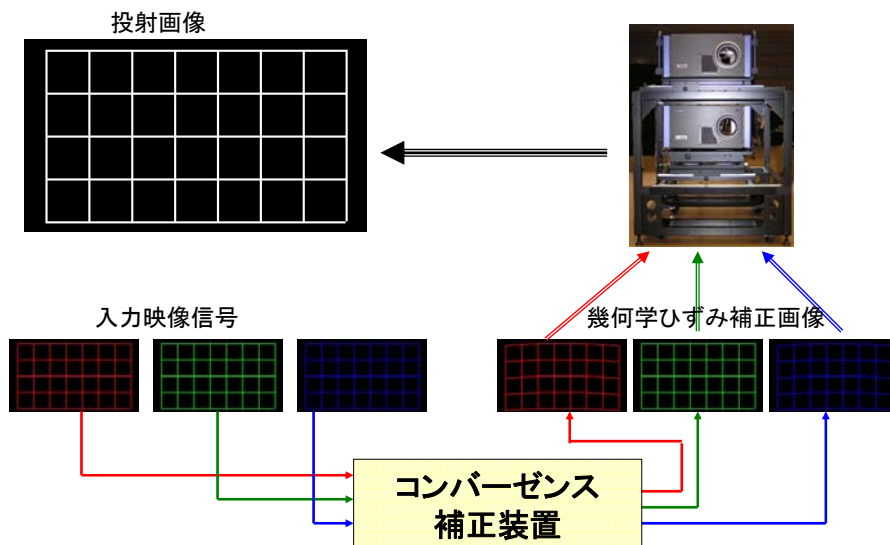 投射画像
入力映像信号
幾何学ひずみ補正画像
コンバーゼンス
補正装置